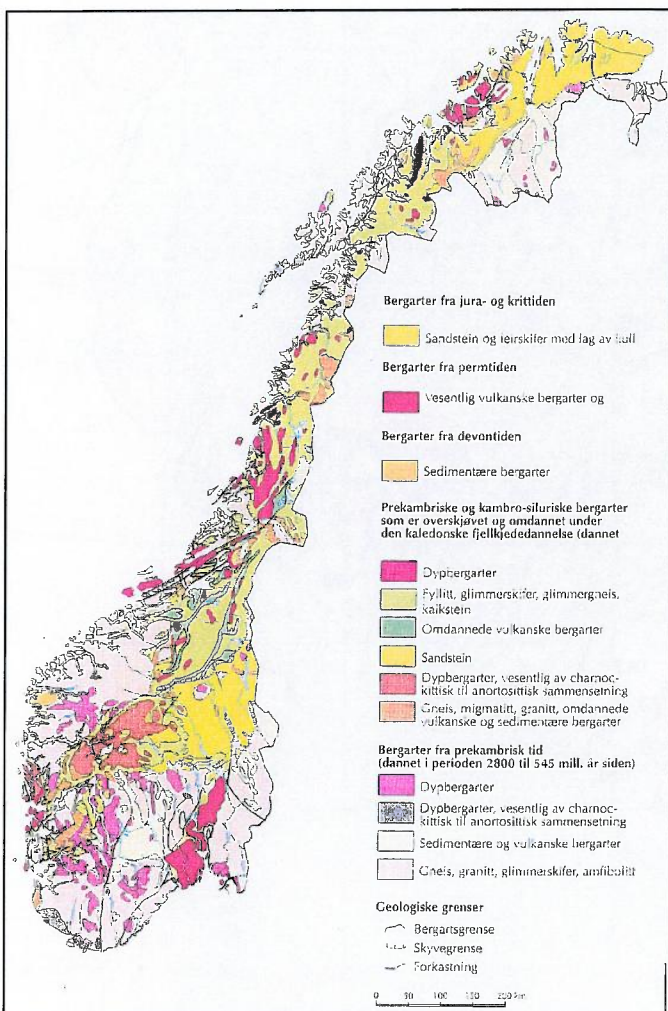 Bergarter fra jura- og krittiden
Sandstein og leirskifer med lag av kull
Bergarter fra permtiden
Vesentlig vulkanske bergarter og
Bergarter fra devontiden
Sedimentære bergarter
Prekambriske og kambro-siluriske bergarter
som er overskjøvet og omdannet under
den kaledonske fjellkjededannelse (dannet
Dypbergarter
Fyllitt, glimmerskifer, glimmergneis,
kalkstein
Omdannede vulkanske bergarter
Sandstein
Dypbergarter, vesentlig av charnoc-
kittisk til anortosittisk sammensetning
Gneis, migmatitt, granitt, omdannede
vulkanske og sedimentære bergarter
Bergarter fra prekambrisk tid
(dannet i perioden 2800 til 545 mill. år siden)
Dypbergarter
Dypbergarter, vesentlig av charnoc-
kittisk til anortosittisk sammensetning
Sedimentære og vulkanske bergarter
Gneis, granitt, glimmerskifer, amfibolitt
Geologiske grenser
Bergartsgrense
Skyvegrense
Forkastning
0 50 100 150 200 km